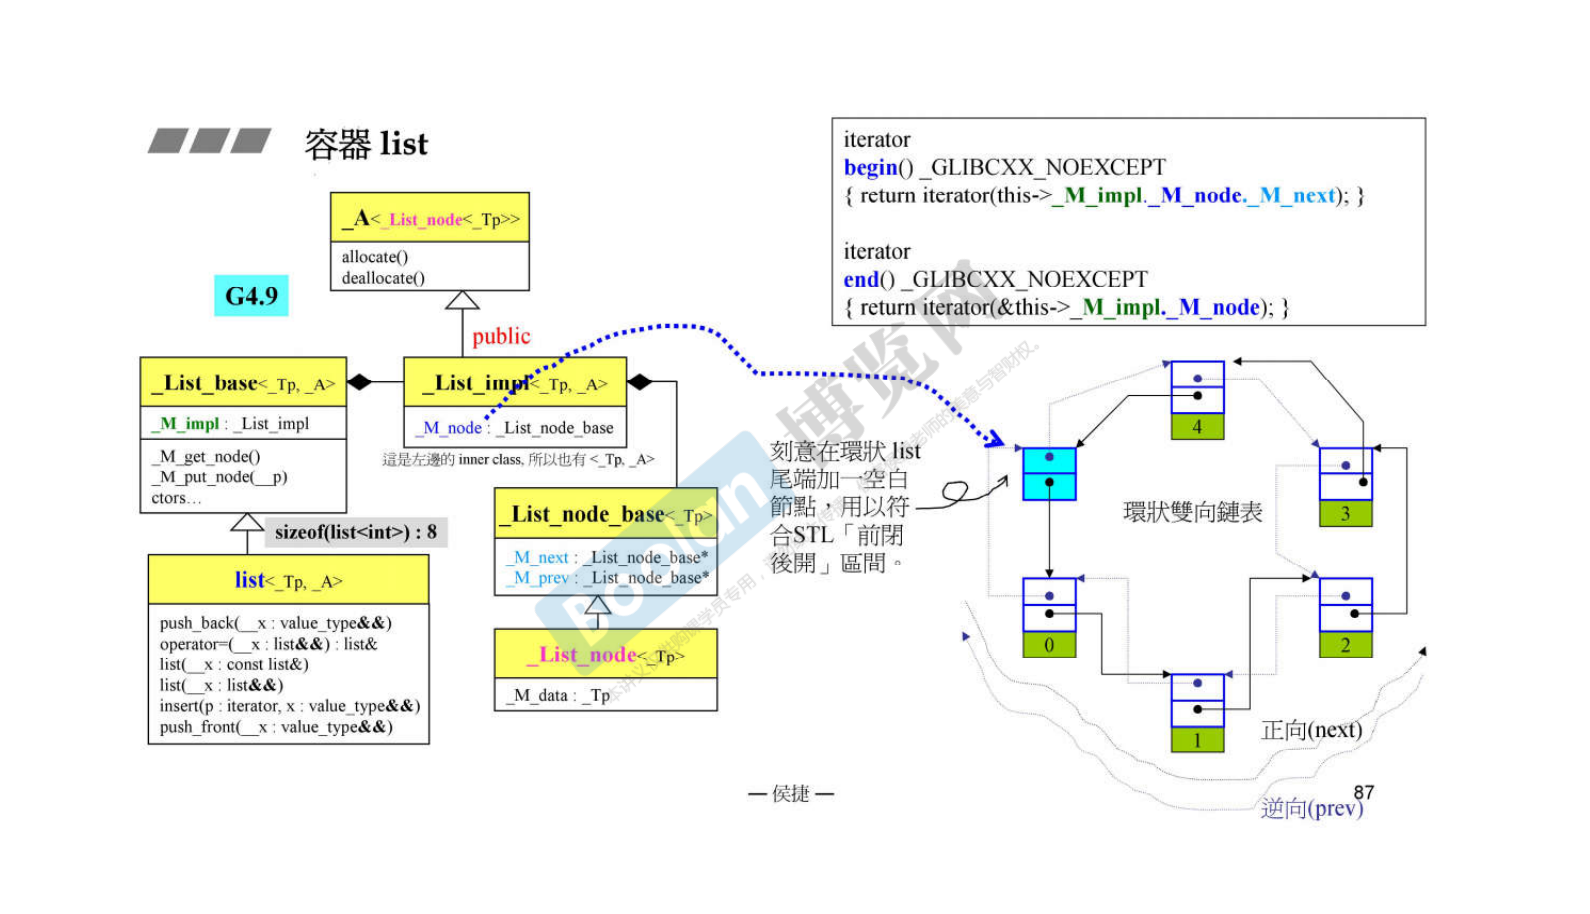 容器 list
iterator
begin() _GLIBCXX_NOEXCEPT
{ return iterator(this->_M_impl._M_node._M_next); }
iterator
end() _GLIBCXX_NOEXCEPT
{ return iterator(&this->_M_impl._M_node); }
_A<_List_node<_Tp>>
allocate()
deallocate()
G4.9
public
_List_base<_Tp, _A>
_M_impl : _List_impl
_M_get_node()
_M_put_node(__p)
ctors…
_List_impl<_Tp, _A>
_M_node : _List_node_base
這是左邊的 inner class, 所以也有 <_Tp, _A>
sizeof(list<int>) : 8
list<_Tp, _A>
push_back(__x : value_type&&)
operator=(__x : list&&) : list&
list(__x : const list&)
list(__x : list&&)
insert(p : iterator, x : value_type&&)
push_front(__x : value_type&&)
_List_node_base<_Tp>
_M_next : _List_node_base*
_M_prev : _List_node_base*
_List_node<_Tp>
_M_data : _Tp
刻意在環狀 list
尾端加一空白
節點，用以符
合STL「前閉
後開」區間。
4
環狀雙向鏈表
3
0
2
1
正向(next)
逆向(prev)
— 侯捷 —
87
Boolan
博览网